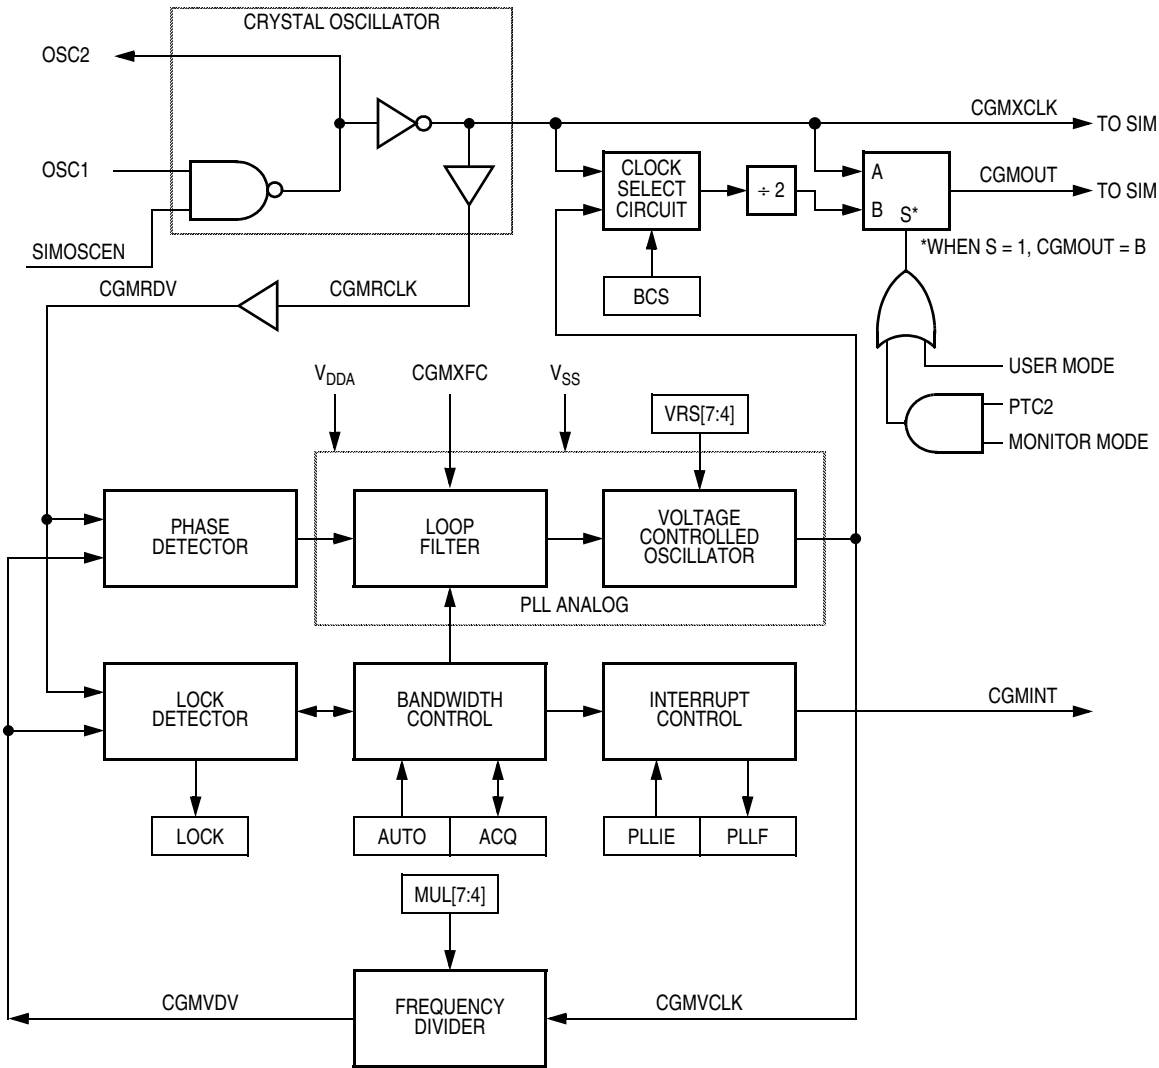 CRYSTAL OSCILLATOR
OSC2
CGMXCLK
TO SIM
OSC1
CLOCK
SELECT
CIRCUIT
÷ 2
A
B
S*
CGMOUT
TO SIM
SIMOSCEN
*WHEN S = 1, CGMOUT = B
CGMRDV
CGMRCLK
BCS
USER MODE
VDDA
CGMXFC
VSS
VRS[7:4]
PTC2
MONITOR MODE
PHASE
DETECTOR
LOOP
FILTER
VOLTAGE
CONTROLLED
OSCILLATOR
PLL ANALOG
LOCK
DETECTOR
BANDWIDTH
CONTROL
INTERRUPT
CONTROL
CGMINT
LOCK
AUTO
ACQ
PLLIE
PLLF
MUL[7:4]
CGMVDV
FREQUENCY
DIVIDER
CGMVCLK